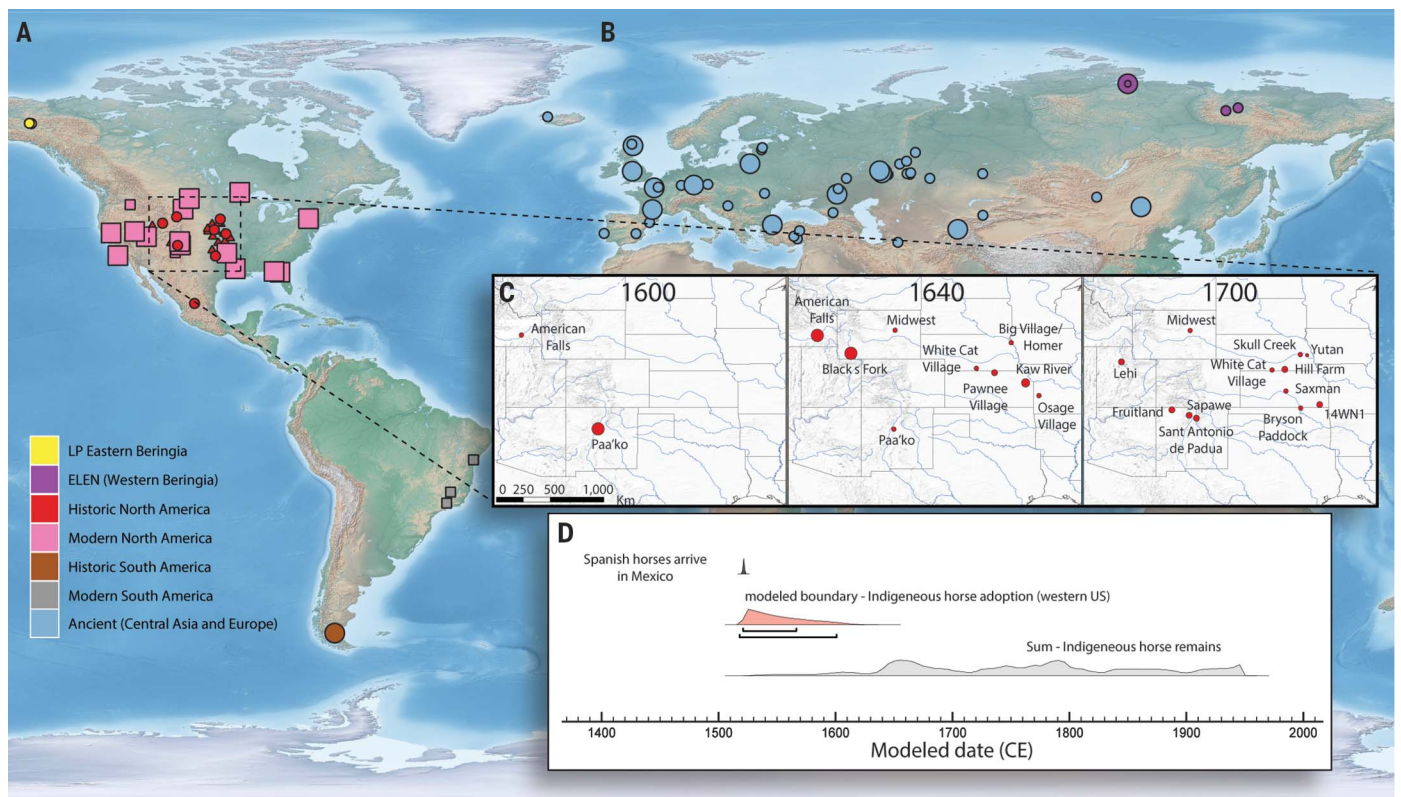 A
B
LP Eastern Beringia
ELEN (Western Beringia)
Historic North America
Modern North America
Historic South America
Modern South America
Ancient (Central Asia and Europe)
C
1600
American
Falls
Paa'ko
0 250 500 1,000
Km
1640
American
Falls
Midwest
Big Village/
Homer
Black's Fork
White Cat
Village
Kaw River
Pawnee
Village
Osage
Village
Paa'ko
1700
Midwest
Skull Creek
Yutan
Lehi
White Cat
Village
Hill Farm
Saxman
Fruitland
Sapawe
14WN1
Sant Antonio
de Padua
Bryson
Paddock
D
Spanish horses arrive
in Mexico
modeled boundary - Indigeneous horse adoption (western US)
Sum - Indigeneous horse remains
1400 1500 1600 1700 1800 1900 2000
Modeled date (CE)